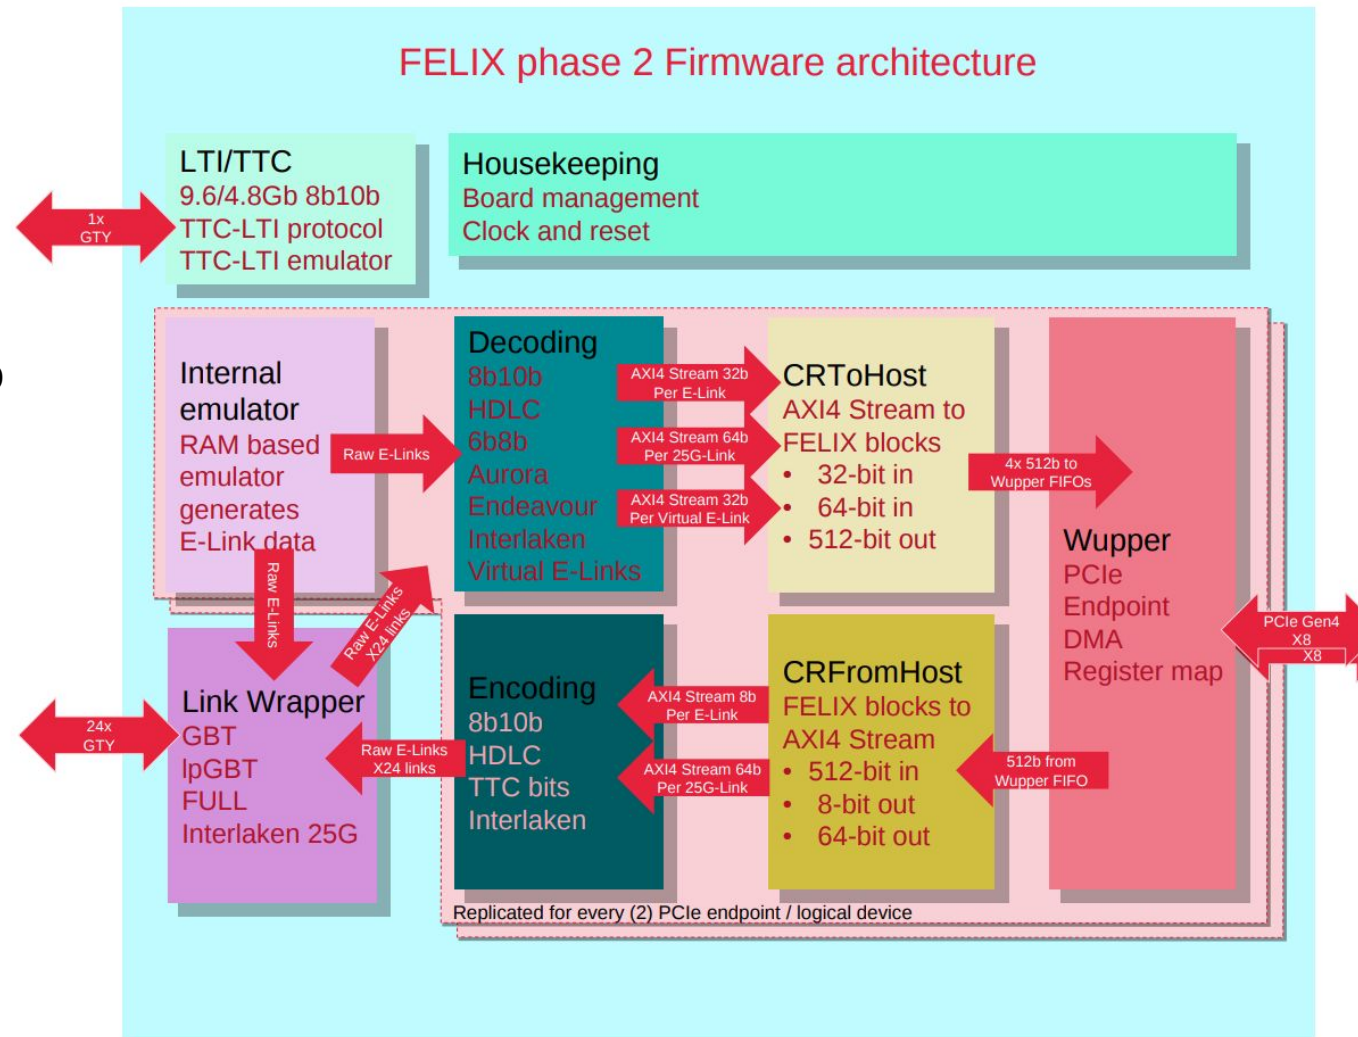 FELIX phase 2 Firmware architecture
LTI/TTC
9.6/4.8Gb 8b10b
TTC-LTI protocol
TTC-LTI emulator
Housekeeping
Board management
Clock and reset
1x
GTY
Internal
emulator
RAM based
emulator
generates
E-Link data
Raw E-Links
Decoding
8b10b
HDLC
6b8b
Aurora
Endeavour
Interlaken
Virtual E-Links
AXI4 Stream 32b
Per E-Link
AXI4 Stream 64b
Per 25G-Link
AXI4 Stream 32b
Per Virtual E-Link
CRToHost
AXI4 Stream to
FELIX blocks
• 32-bit in
• 64-bit in
• 512-bit out
4x 512b to
Wupper FIFOs
Wupper
PCIe
Endpoint
DMA
Register map
PCIe Gen4
X8
X8
Raw E-Links
Raw E-Links
X24 links
Link Wrapper
GBT
lpGBT
FULL
Interlaken 25G
24x
GTY
Raw E-Links
X24 links
Encoding
8b10b
HDLC
TTC bits
Interlaken
AXI4 Stream 8b
Per E-Link
AXI4 Stream 64b
Per 25G-Link
CRFromHost
FELIX blocks to
AXI4 Stream
• 512-bit in
• 8-bit out
• 64-bit out
512b from
Wupper FIFO
Replicated for every (2) PCIe endpoint / logical device